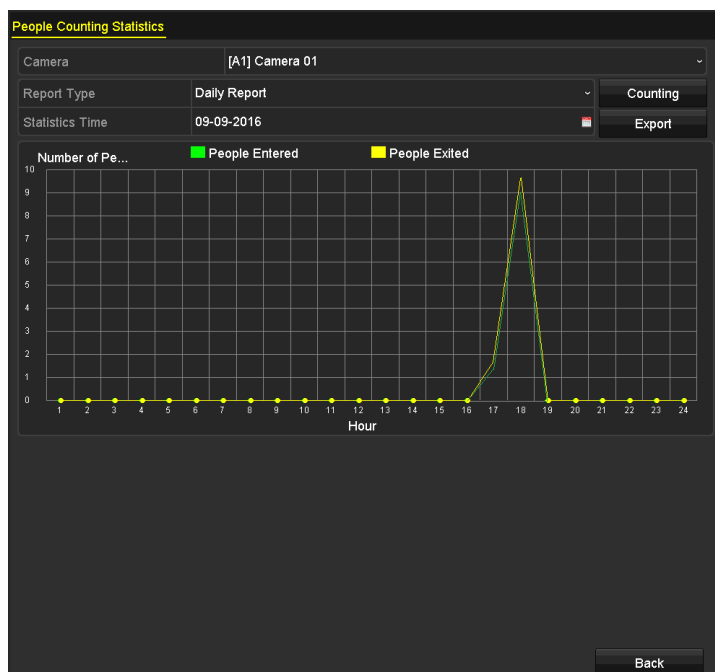 People Counting Statistics
Camera [A1] Camera 01
Report Type Daily Report Counting
Statistics Time 09-09-2016 Export
Number of Pe... People Entered People Exited
10
9
8
7
6
5
4
3
2
1
0
1 2 3 4 5 6 7 8 9 10 11 12 13 14 15 16 17 18 19 20 21 22 23 24
Hour
Back